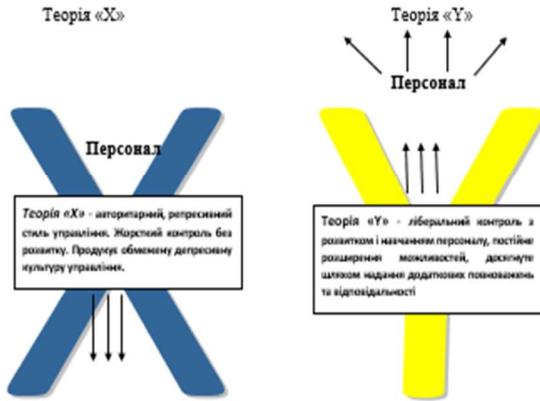 Теорія «X»
Персонал
Теорія «X» - авторитарний, репресивний
стиль управління. Жорсткий контроль без
розвитку. Продукує обмежену депресивну
культуру управління.
Теорія «Y»
Персонал
Теорія «Y» - ліберальний контроль з
розвитком і навчанням персоналу, постійне
розширення можливостей, досягнуте
шляхом надання додаткових повноважень
та відповідальності